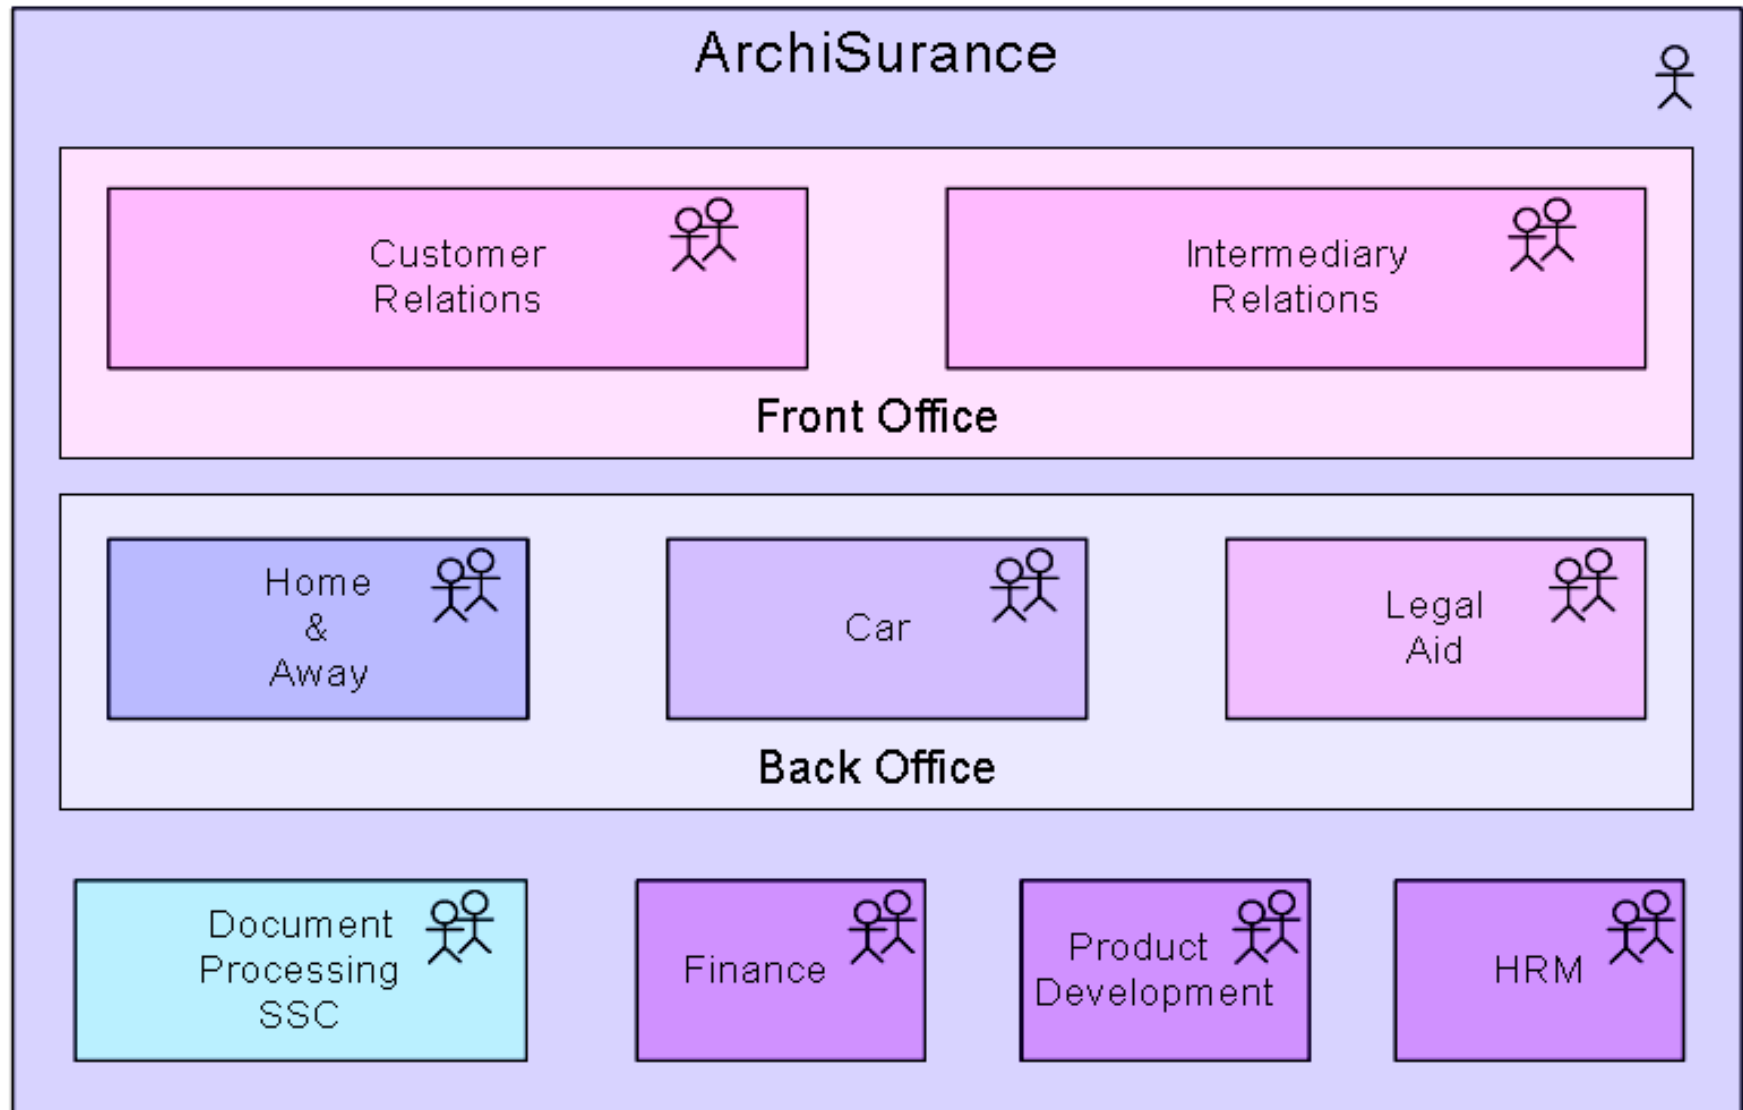 ArchiSurance
Customer
Relations
Intermediary
Relations
Front Office
Home
&
Away
Car
Legal
Aid
Back Office
Document
Processing
SSC
Finance
Product
Development
HRM